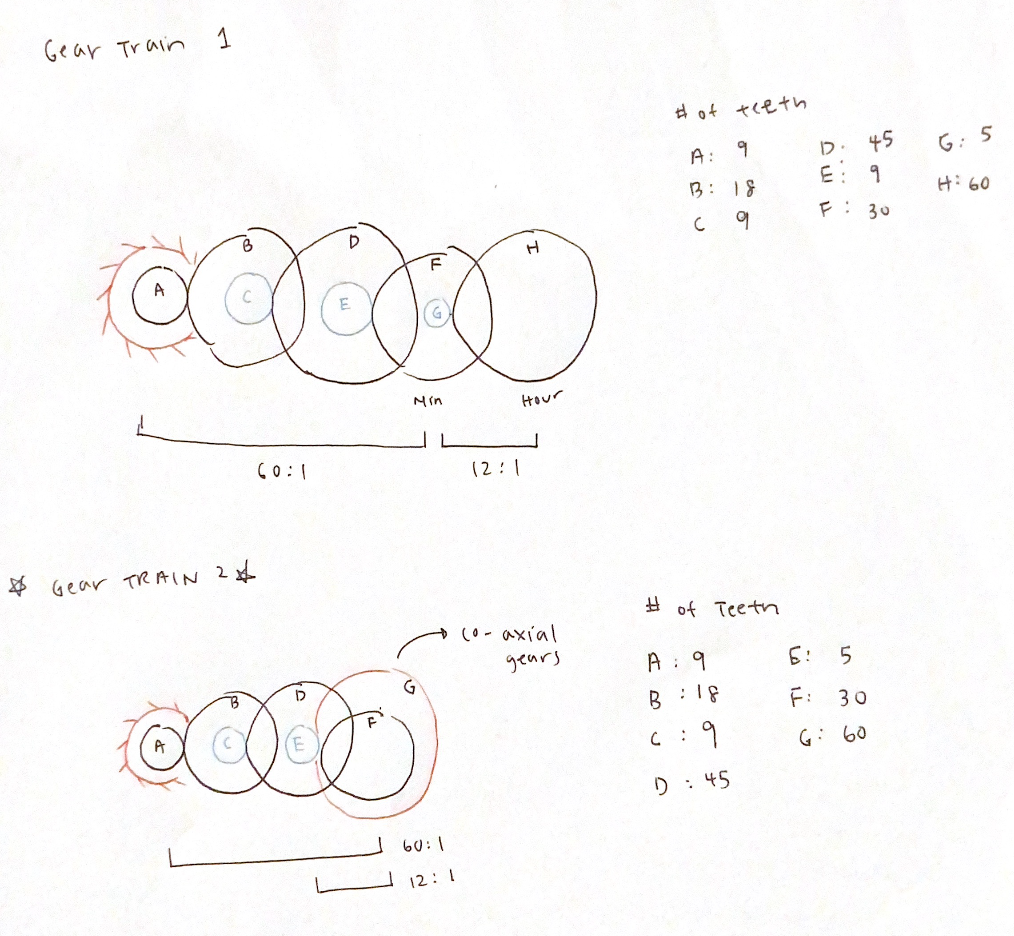 Gear Train 1
# of teeth
A: 9 D: 45 G: 5
B: 18 E: 9 H: 60
C 9 F: 30
A B C D E F G H
Min Hour
60:1 12:1
☆ Gear TRAIN 2 ☆
co-axial
gears
# of Teeth
A: 9 E: 5
B: 18 F: 30
C: 9 G: 60
D: 45
A B C D E F G
60:1
12:1